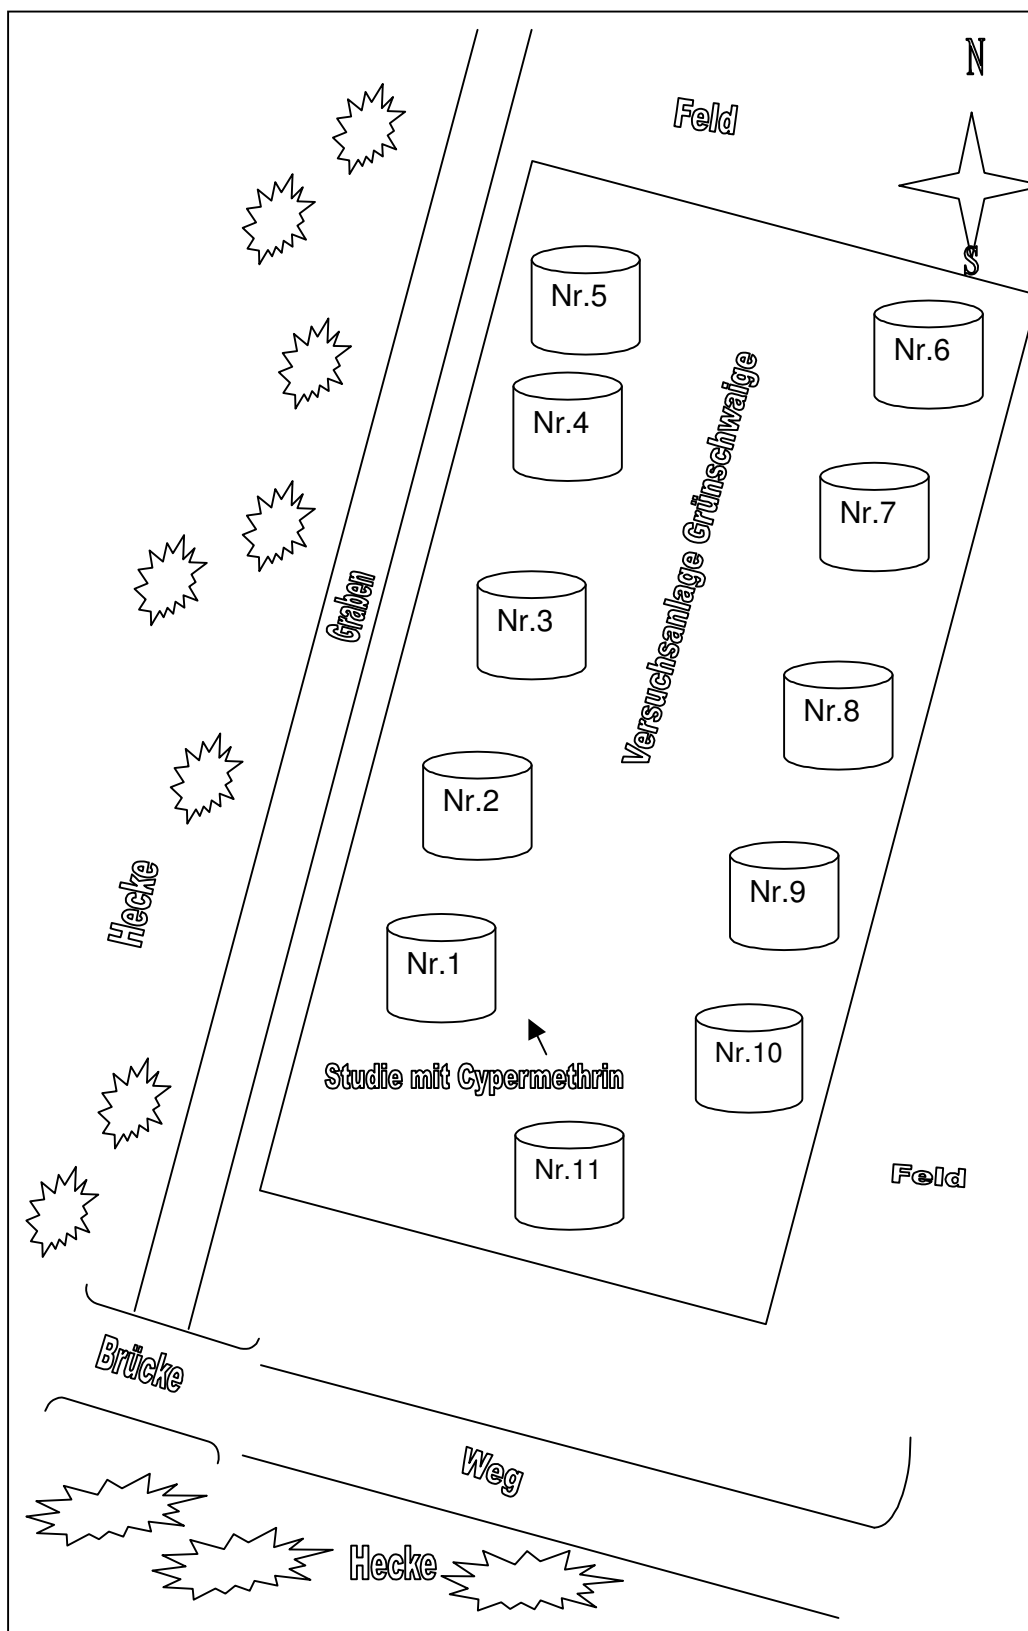 N
Feld
S
Nr.5
Nr.6
Nr.4
Versuchsanlage Grünschwaige
Nr.7
Graben
Nr.3
Nr.8
Nr.2
Hecke
Nr.9
Nr.1
Nr.10
Studie mit Cypermethrin
Nr.11
Feld
Brücke
Weg
Hecke